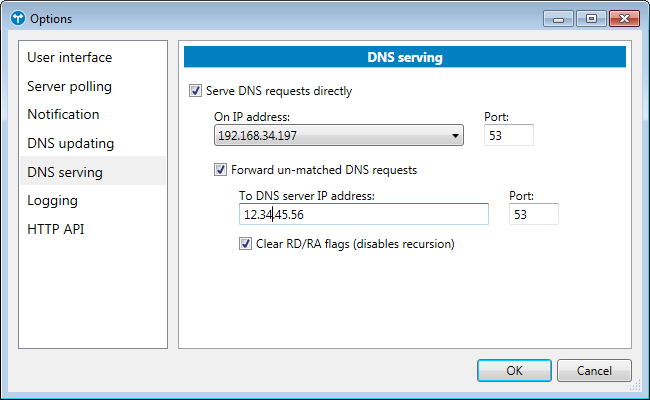 Options
User interface
Server polling
Notification
DNS updating
DNS serving
Logging
HTTP API
DNS serving
Serve DNS requests directly
On IP address: Port:
192.168.34.197 53
Forward un-matched DNS requests
To DNS server IP address: Port:
12.34.45.56 53
Clear RD/RA flags (disables recursion)
OK Cancel